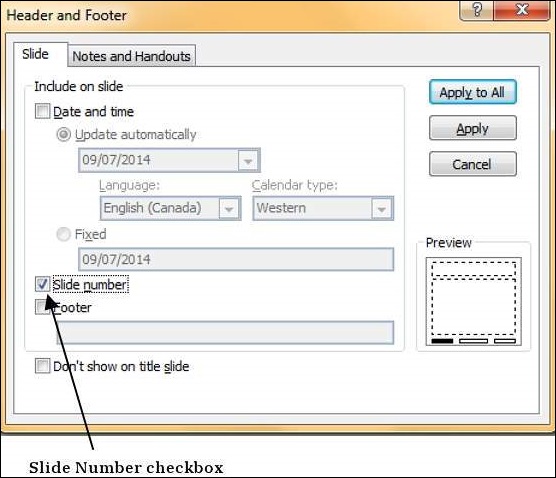 Header and Footer
Slide
Notes and Handouts
Include on slide
Date and time
Update automatically
09/07/2014
Language:
Calendar type:
English (Canada)
Western
Fixed
09/07/2014
Slide number
Footer
Don't show on title slide
Apply to All
Apply
Cancel
Preview
Slide Number checkbox